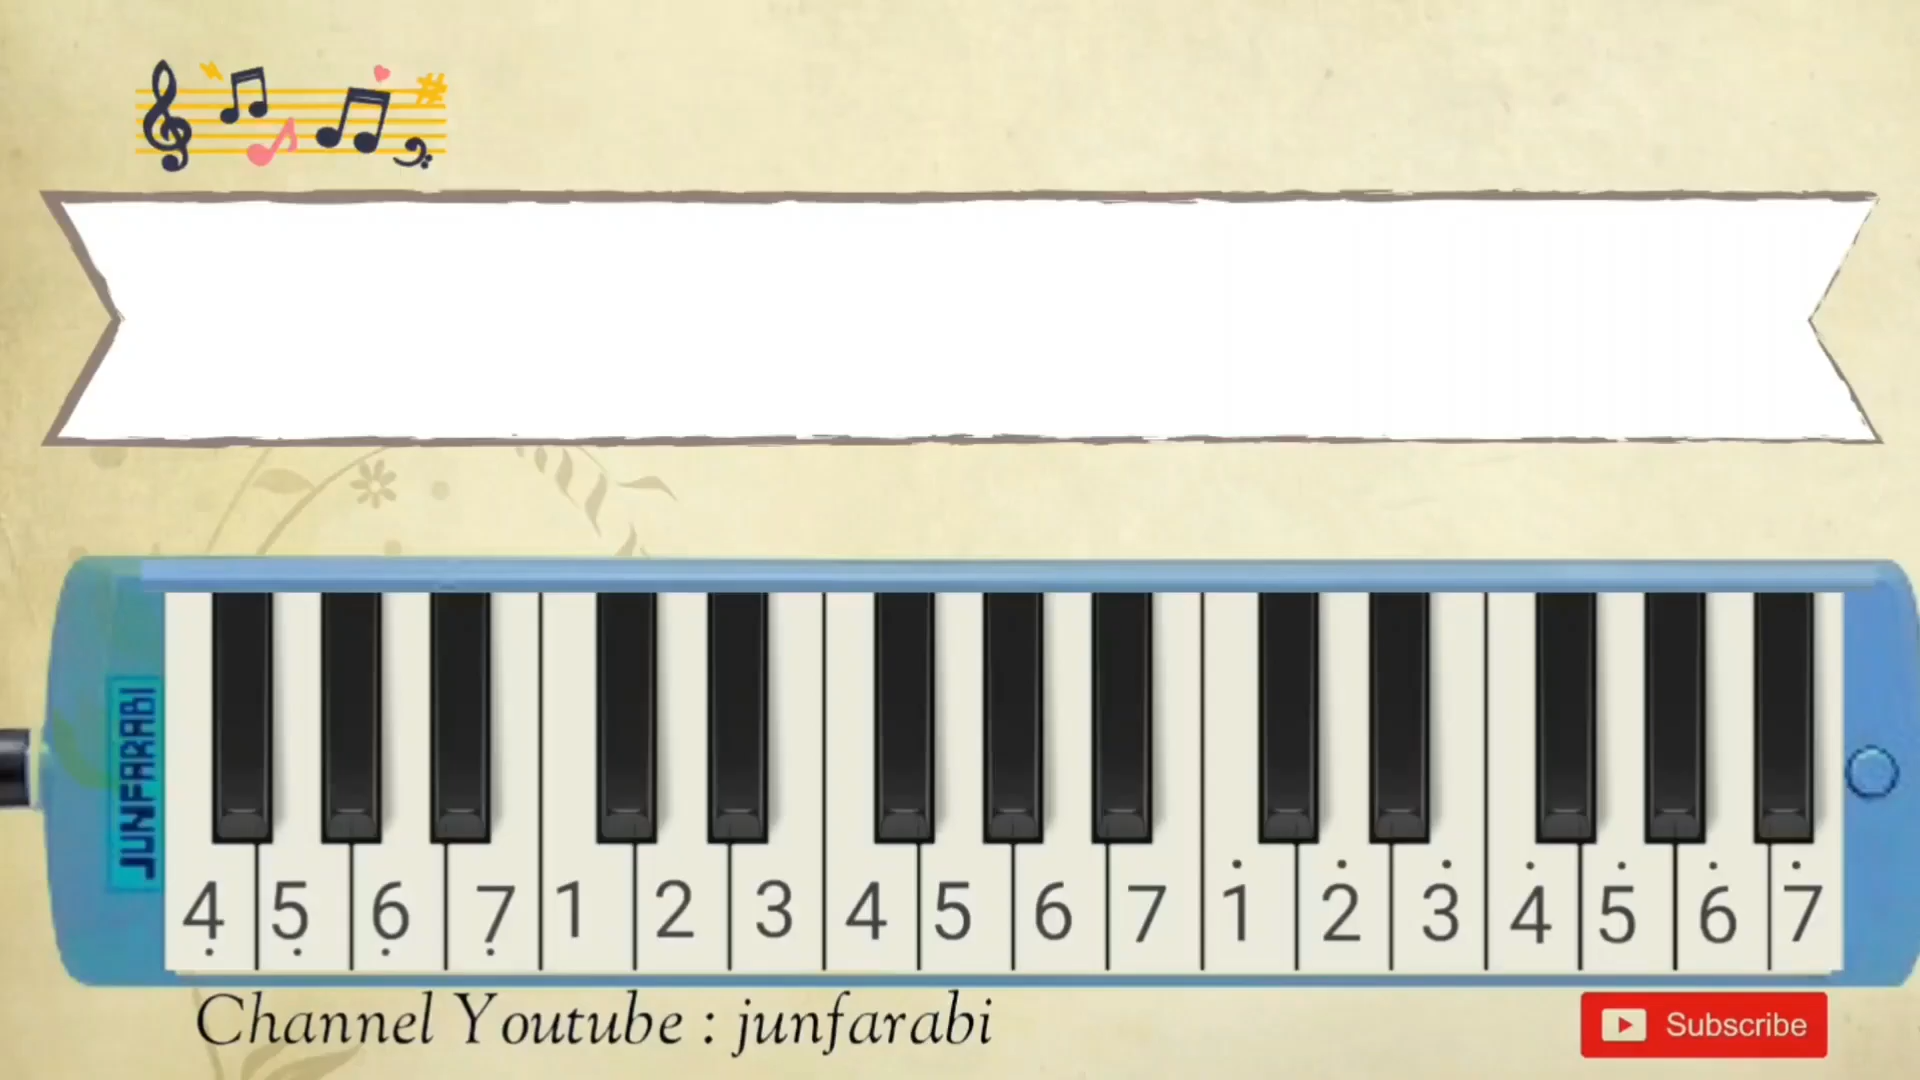 JUNFARABI
4̣ 5̣ 6̣ 7̣ 1 2 3 4 5 6 7 1̇ 2̇ 3̇ 4̇ 5̇ 6̇ 7̇
Channel Youtube : junfarabi
Subscribe